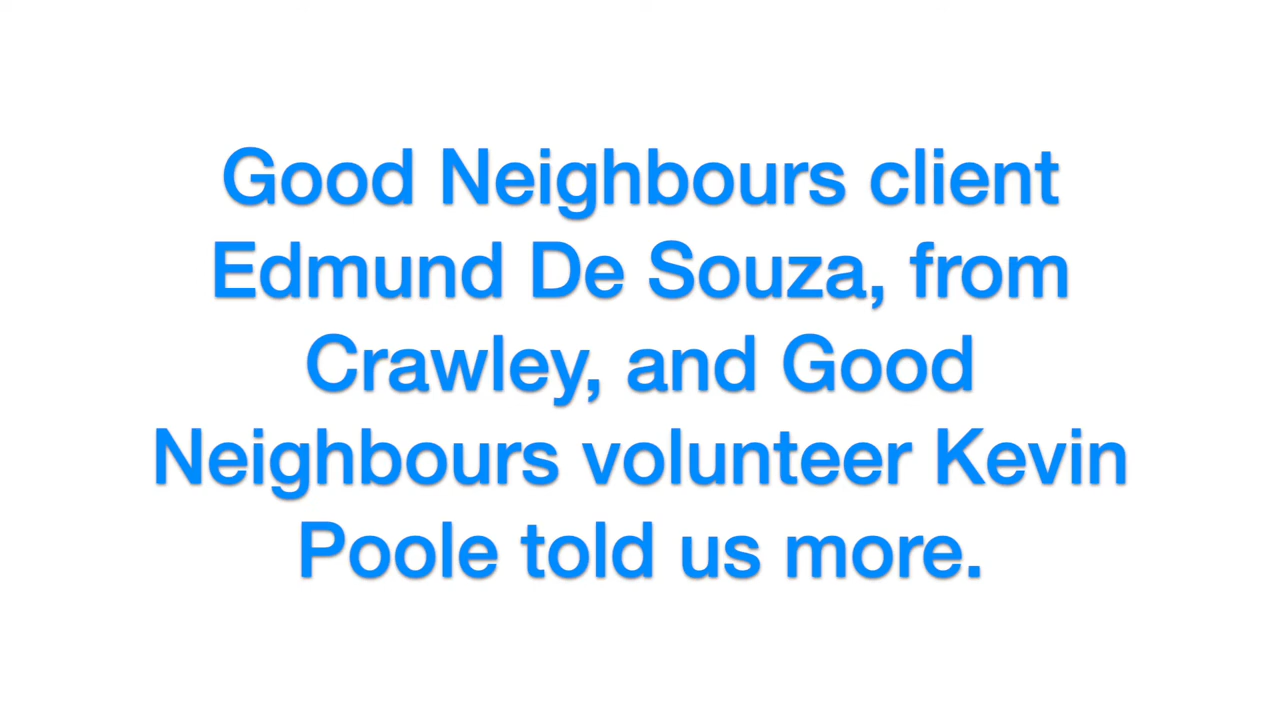 Good Neighbours client
Edmund De Souza, from
Crawley, and Good
Neighbours volunteer Kevin
Poole told us more.